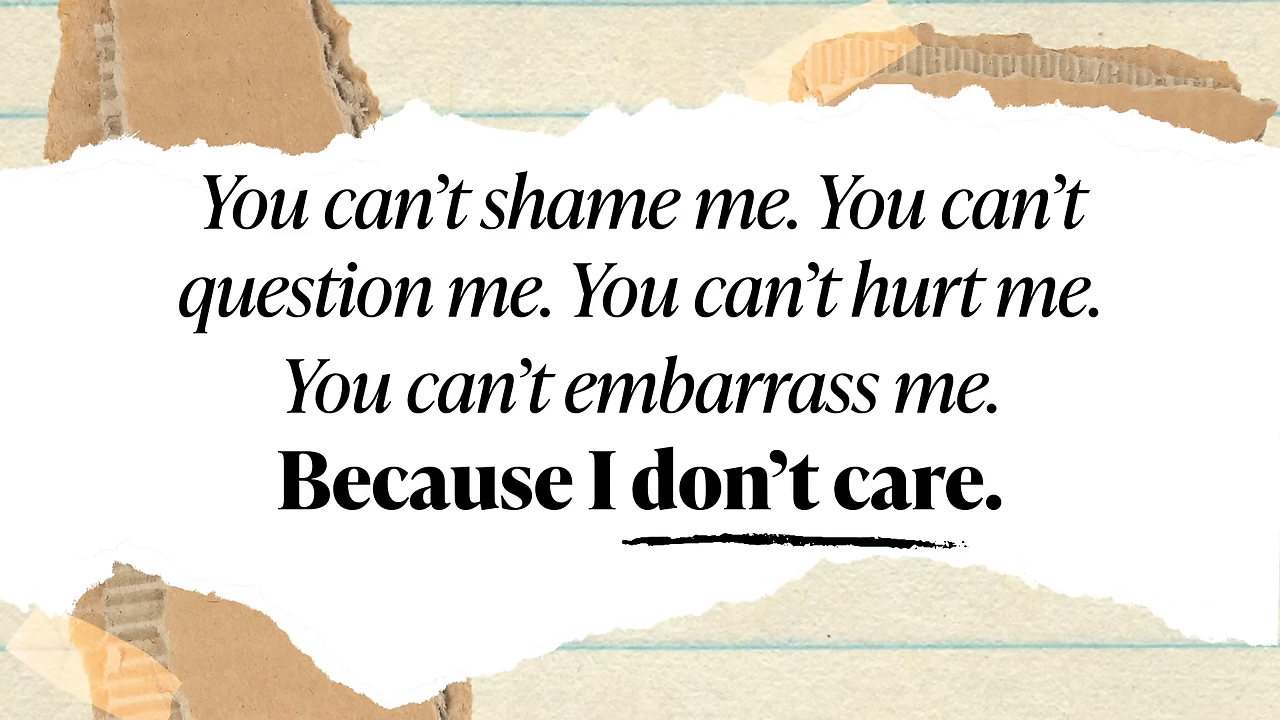 You can’t shame me. You can’t
question me. You can’t hurt me.
You can’t embarrass me.
Because I don’t care.